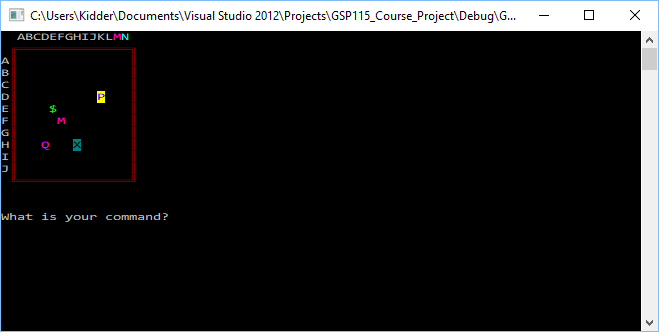 C:\Users\Kidder\Documents\Visual Studio 2012\Projects\GSP115_Course_Project\Debug\G...
ABCDEFGHIJKLMN
A
B
C
D P
E $
F M
G
H Q X
I
J
What is your command?